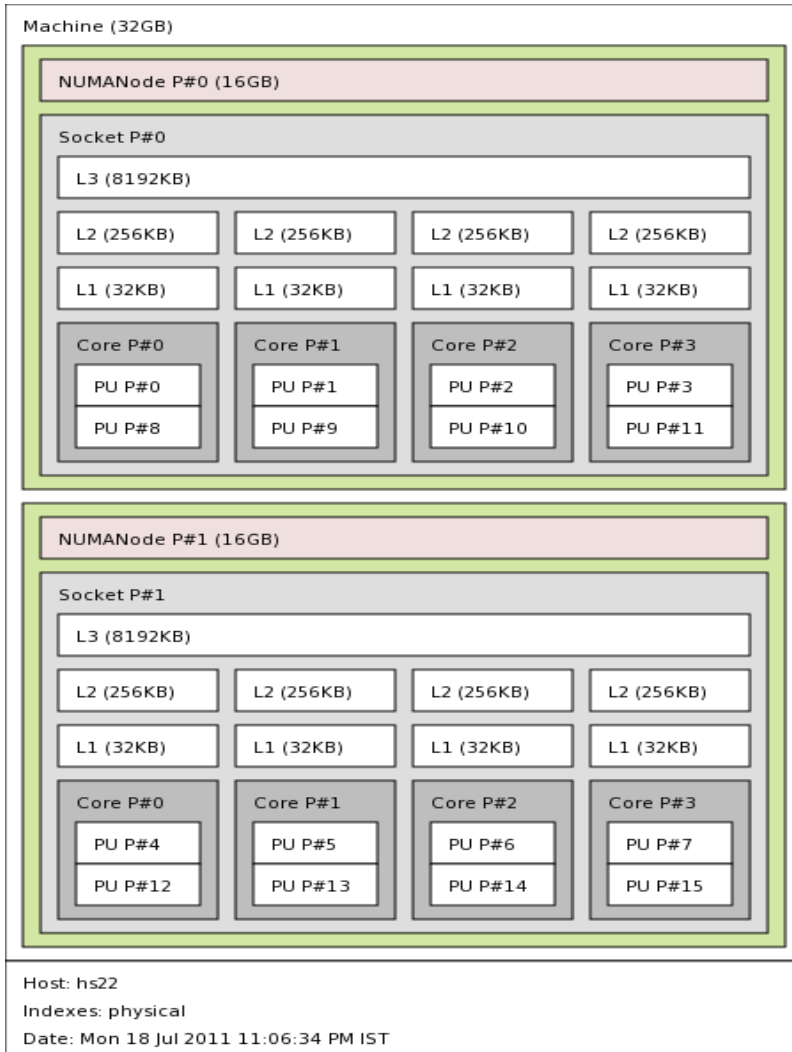 Machine (32GB)
NUMANode P#0 (16GB)
Socket P#0
L3 (8192KB)
L2 (256KB) L2 (256KB) L2 (256KB) L2 (256KB)
L1 (32KB) L1 (32KB) L1 (32KB) L1 (32KB)
Core P#0 Core P#1 Core P#2 Core P#3
PU P#0 PU P#1 PU P#2 PU P#3
PU P#8 PU P#9 PU P#10 PU P#11
NUMANode P#1 (16GB)
Socket P#1
L3 (8192KB)
L2 (256KB) L2 (256KB) L2 (256KB) L2 (256KB)
L1 (32KB) L1 (32KB) L1 (32KB) L1 (32KB)
Core P#0 Core P#1 Core P#2 Core P#3
PU P#4 PU P#5 PU P#6 PU P#7
PU P#12 PU P#13 PU P#14 PU P#15
Host: hs22
Indexes: physical
Date: Mon 18 Jul 2011 11:06:34 PM IST